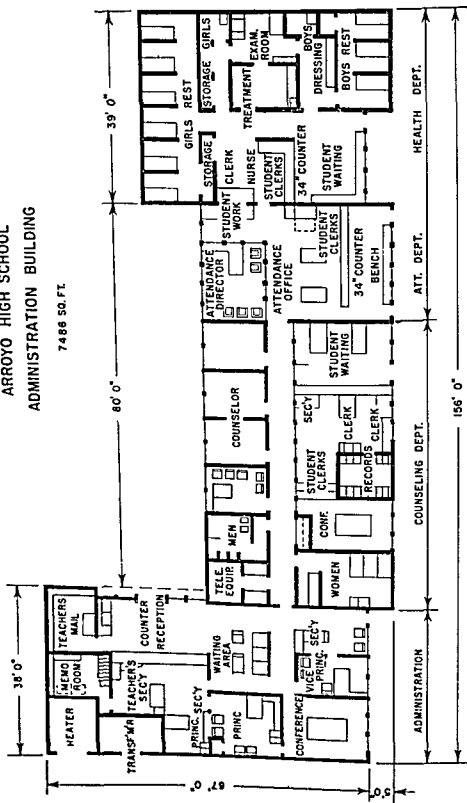 ARROYO HIGH SCHOOL
ADMINISTRATION BUILDING
7486 SQ. FT.
38' 0"
80' 0"
39' 0"
67' 0"
5' 0"
156' 0"
HEATER
MEMO
ROOM
TEACHERS
MAIL
TRANSF'M'R
TEACHER'S
SEC'Y
COUNTER
RECEPTION
PRINC. SEC'Y
PRINC
WAITING
AREA
CONFERENCE
VICE
PRINC.
SEC'Y
TELE.
EQUIP.
MEN
COUNSELOR
WOMEN
CONF.
STUDENT
CLERKS
SEC'Y
RECORDS
CLERK
CLERK
STUDENT
WAITING
ATTENDANCE
DIRECTOR
STUDENT
WORK
ATTENDANCE
OFFICE
STUDENT
CLERKS
34" COUNTER
BENCH
GIRLS
REST
STORAGE
STORAGE
GIRLS
CLERK
NURSE
STUDENT
CLERKS
34" COUNTER
STUDENT
WAITING
TREATMENT
EXAM.
ROOM
BOYS
DRESSING
BOYS REST
ADMINISTRATION
COUNSELING DEPT.
ATT. DEPT.
HEALTH DEPT.